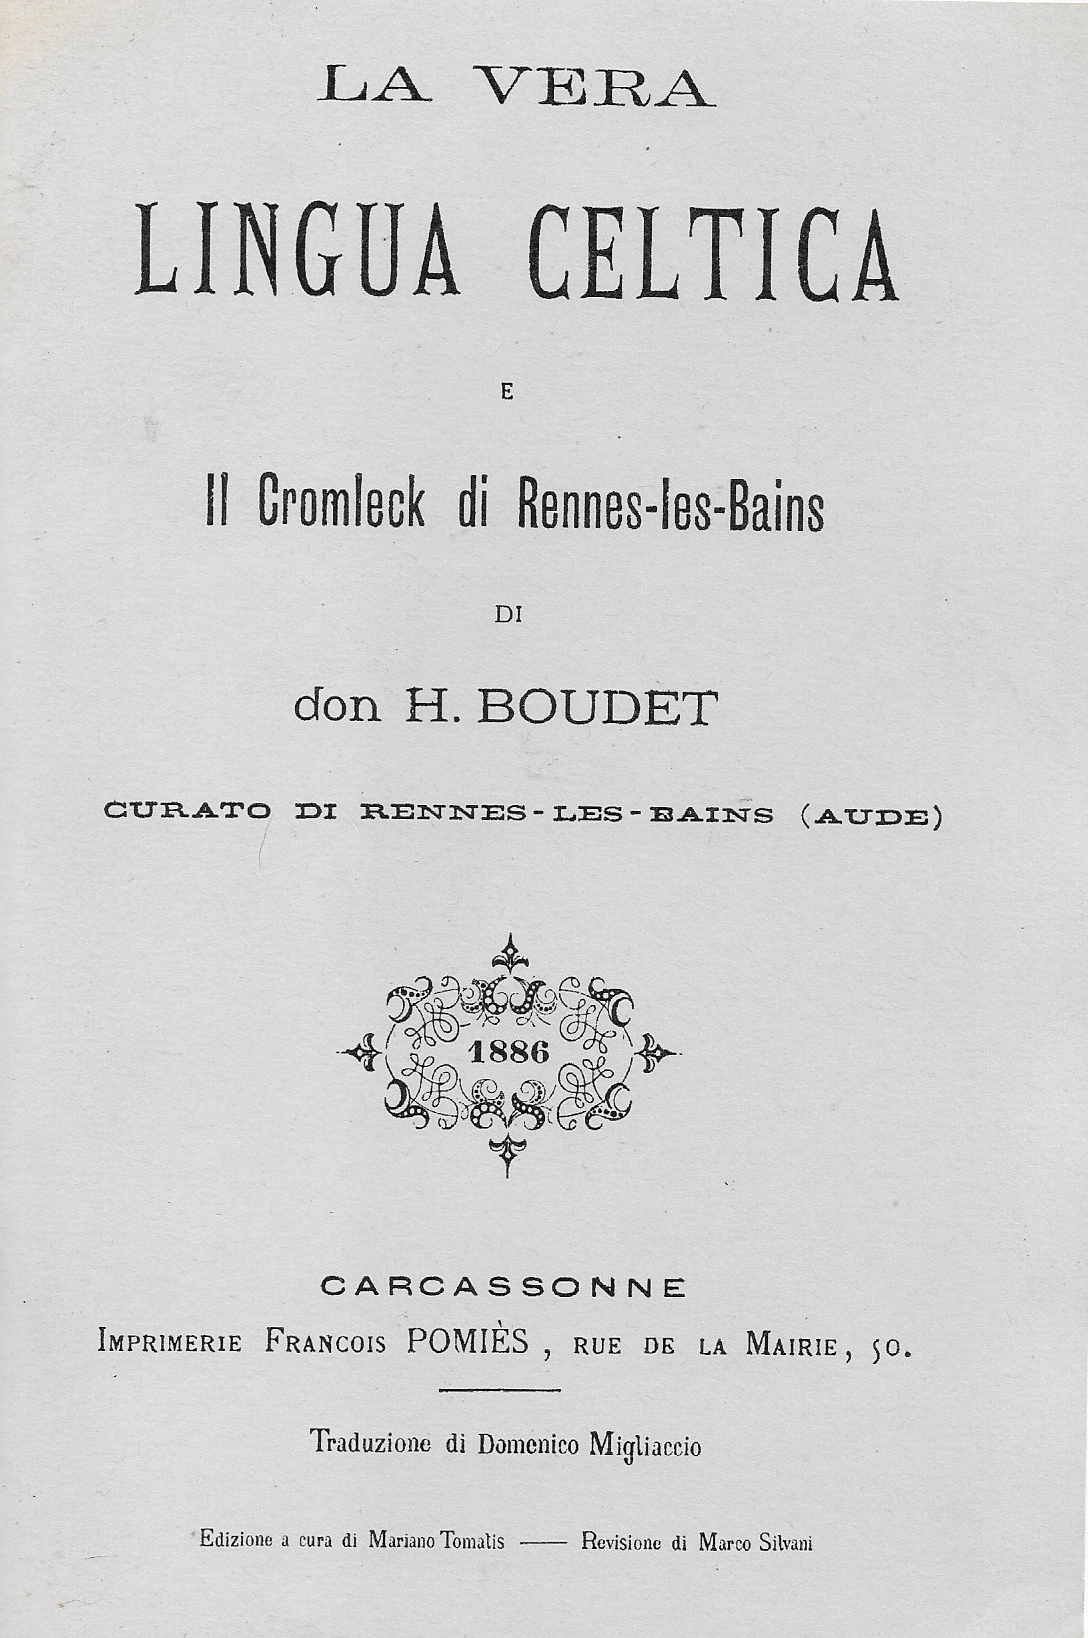 LA VERA
LINGUA CELTICA
E
Il Cromleck di Rennes-les-Bains
DI
don H. BOUDET
CURATO DI RENNES-LES-BAINS (AUDE)
1886
CARCASSONNE
IMPRIMERIE FRANCOIS POMIÈS, RUE DE LA MAIRIE, 50.
Traduzione di Domenico Migliaccio
Edizione a cura di Mariano Tomatis —— Revisione di Marco Silvani